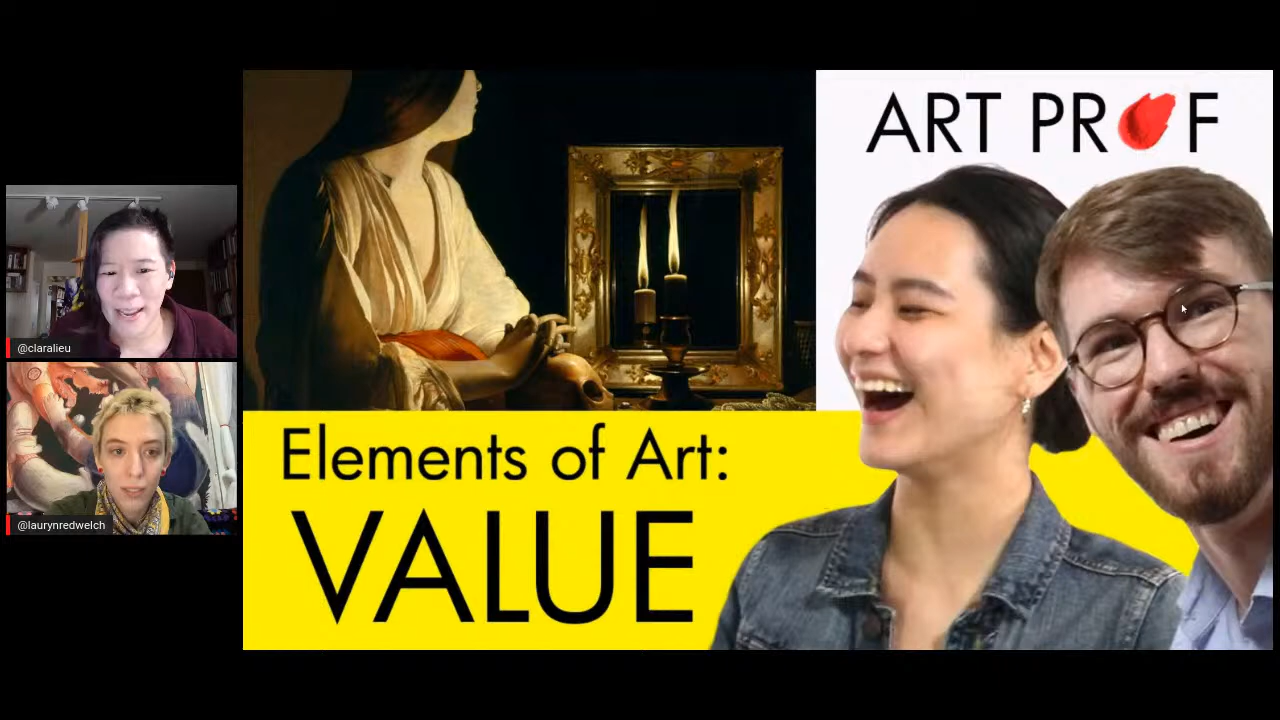 ART PROF
@claralieu
@laurynredwelch
Elements of Art:
VALUE